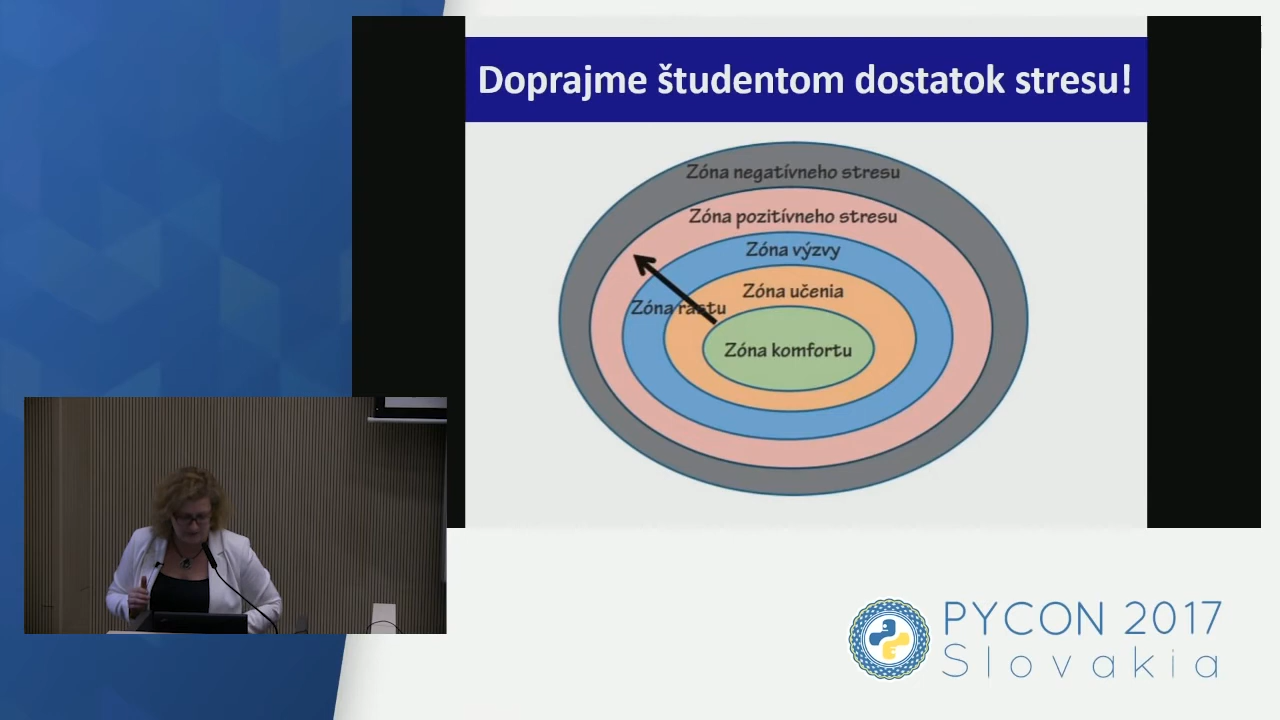 Doprajme študentom dostatok stresu!
Zóna negatívneho stresu
Zóna pozitívneho stresu
Zóna výzvy
Zóna učenia
Zóna rastu
Zóna komfortu
PYCON 2017
Slovakia